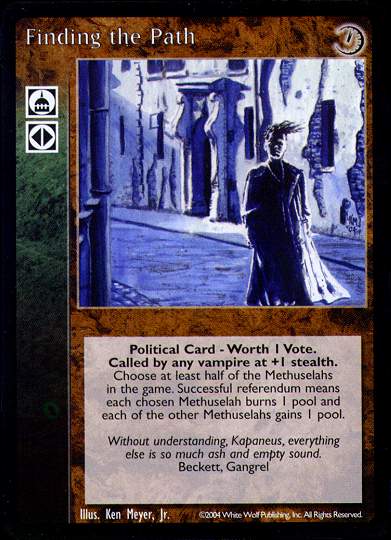 Finding the Path
Political Card - Worth 1 Vote.
Called by any vampire at +1 stealth.
Choose at least half of the Methuselahs
in the game. Successful referendum means
each chosen Methuselah burns 1 pool and
each of the other Methuselahs gains 1 pool.
Without understanding, Kapaneus, everything
else is so much ash and empty sound.
Beckett, Gangrel
Illus. Ken Meyer, Jr.
©2004 White Wolf Publishing, Inc. All Rights Reserved.